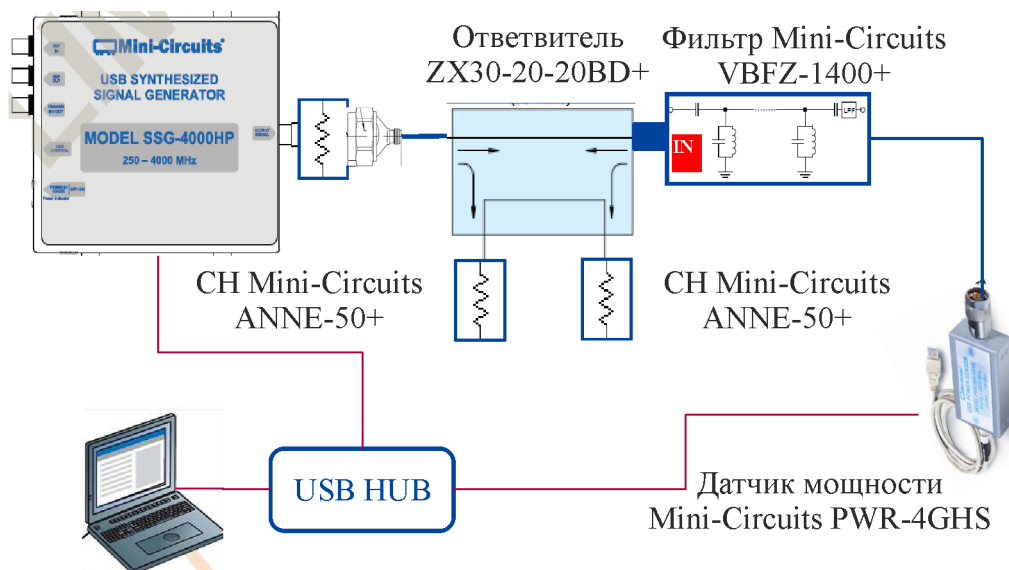 Mini-Circuits®
USB SYNTHESIZED
SIGNAL GENERATOR
MODEL SSG-4000HP
250 – 4000 MHz
Ответвитель
ZX30-20-20BD+
Фильтр Mini-Circuits
VBFZ-1400+
IN
LPF
СН Mini-Circuits
ANNE-50+
СН Mini-Circuits
ANNE-50+
USB HUB
Датчик мощности
Mini-Circuits PWR-4GHS